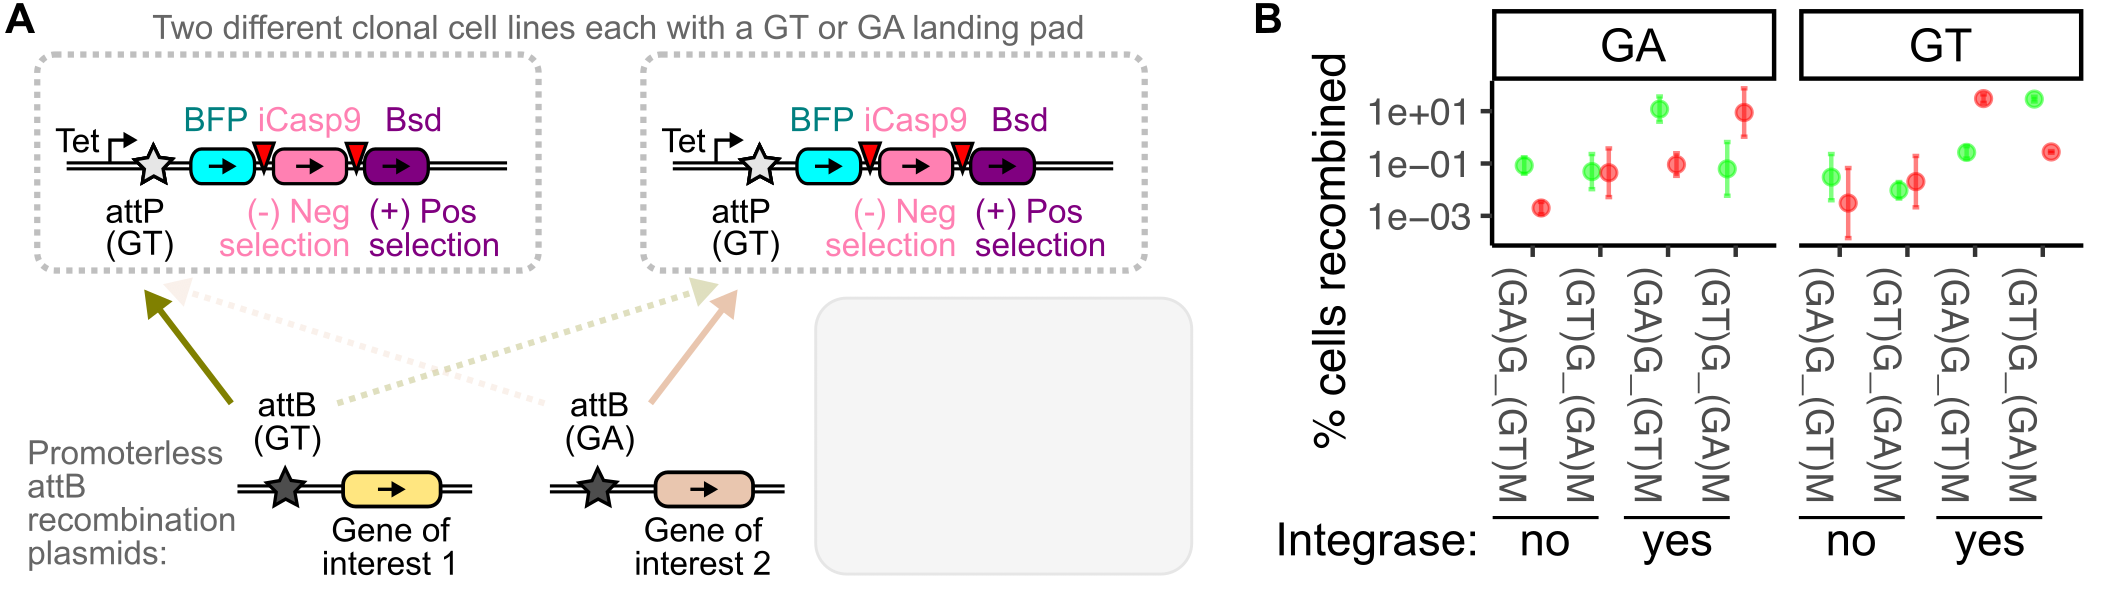 A
Two different clonal cell lines each with a GT or GA landing pad
Tet
BFP iCasp9 Bsd
attP
(GT)
(-) Neg
selection
(+) Pos
selection
Tet
BFP iCasp9 Bsd
attP
(GT)
(-) Neg
selection
(+) Pos
selection
attB
(GT)
attB
(GA)
Promoterless
attB
recombination
plasmids:
Gene of
interest 1
Gene of
interest 2
B
GA
GT
% cells recombined
1e+01
1e−01
1e−03
(GA)G_(GT)M
(GT)G_(GA)M
(GA)G_(GT)M
(GT)G_(GA)M
(GA)G_(GT)M
(GT)G_(GA)M
(GA)G_(GT)M
(GT)G_(GA)M
Integrase: no yes no yes